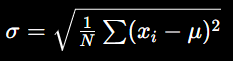 σ = √(1/N ∑(xᵢ − μ)²)